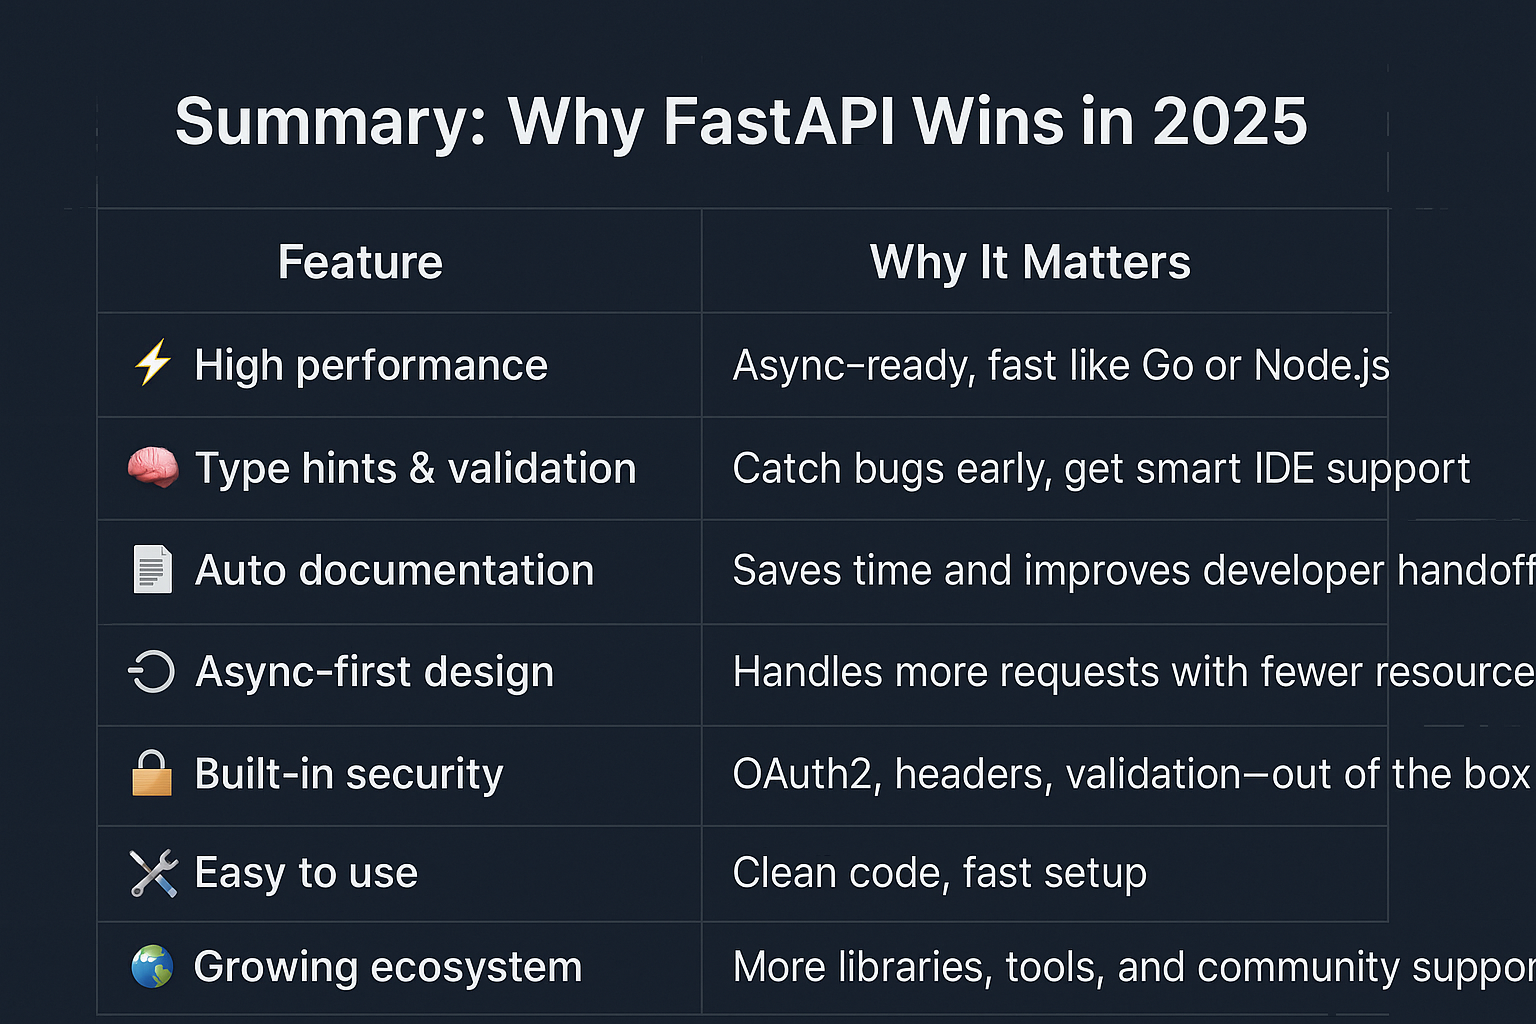 Summary: Why FastAPI Wins in 2025
Feature Why It Matters
High performance Async-ready, fast like Go or Node.js
Type hints & validation Catch bugs early, get smart IDE support
Auto documentation Saves time and improves developer handoff
Async-first design Handles more requests with fewer resource
Built-in security OAuth2, headers, validation—out of the box
Easy to use Clean code, fast setup
Growing ecosystem More libraries, tools, and community suppor